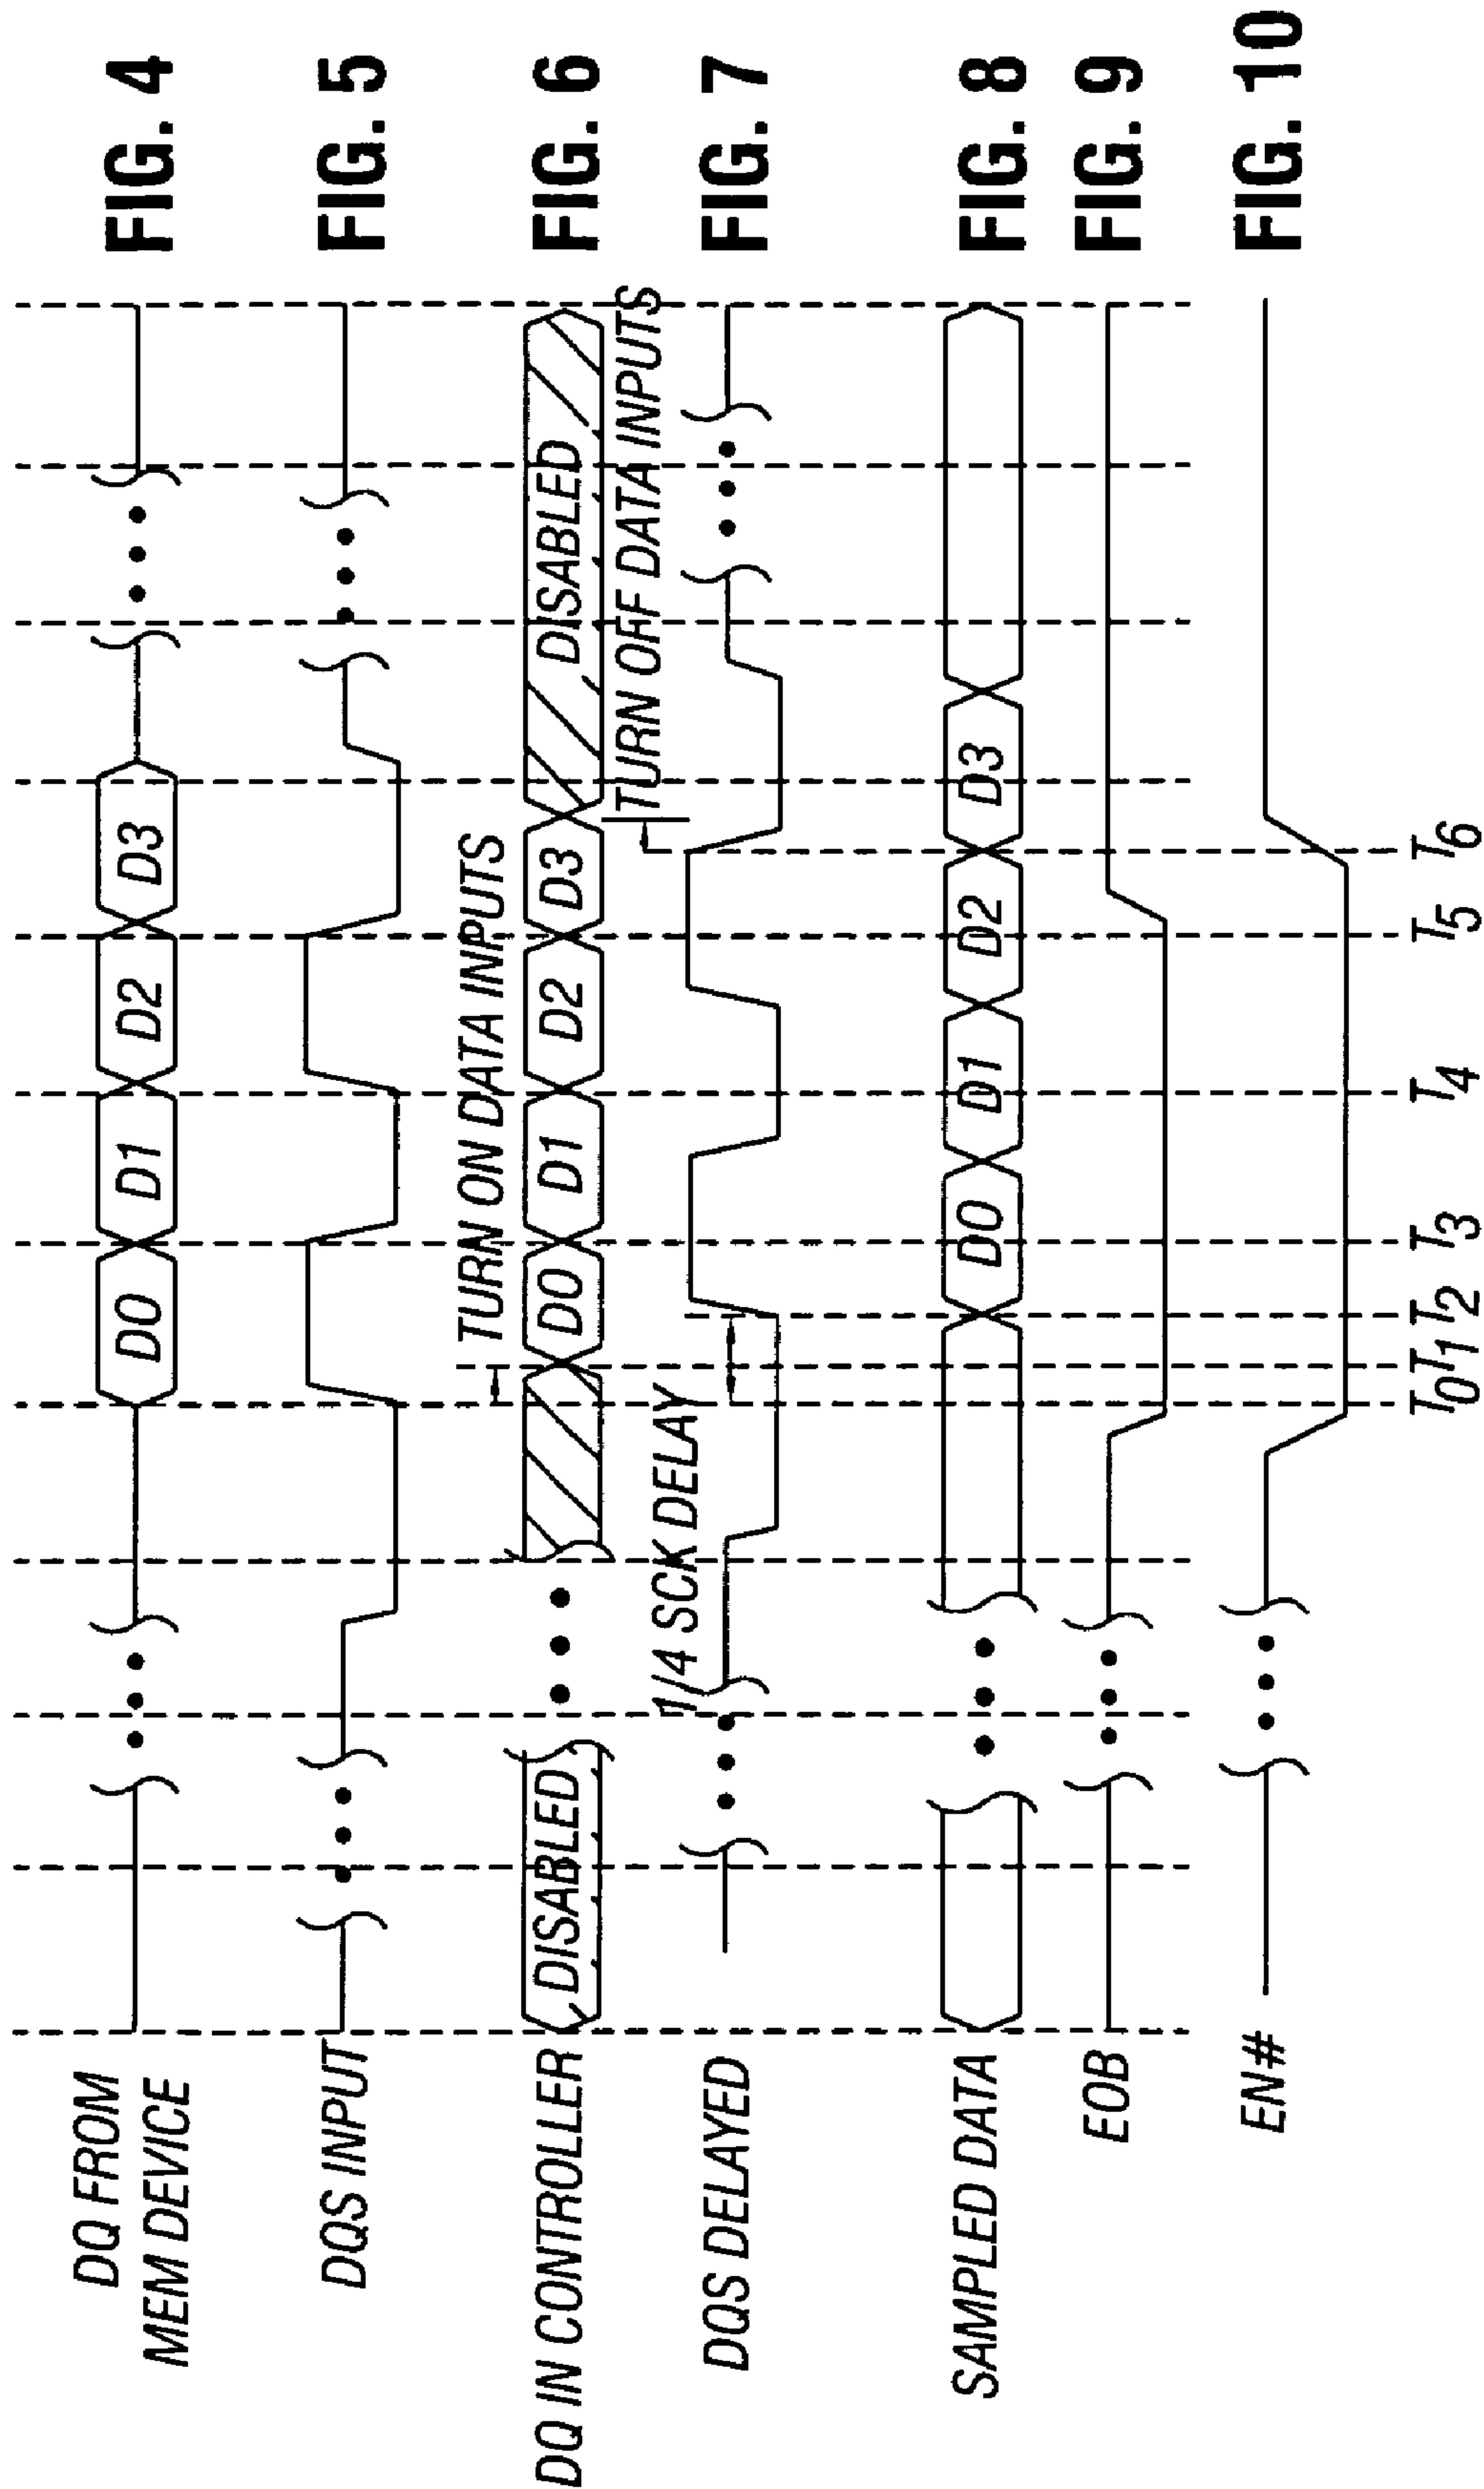 DQ FROM
MEM DEVICE
D0 D1 D2 D3
FIG. 4
DQS INPUT
FIG. 5
TURN ON DATA INPUTS
DQ IN CONTROLLER
DISABLED D0 D1 D2 D3 DISABLED
FIG. 6
TURN OFF DATA INPUTS
1/4 SCK DELAY
DQS DELAYED
FIG. 7
SAMPLED DATA
D0 D1 D2 D3
FIG. 8
EOB
FIG. 9
EN#
FIG. 10
T0 T1 T2 T3 T4 T5 T6